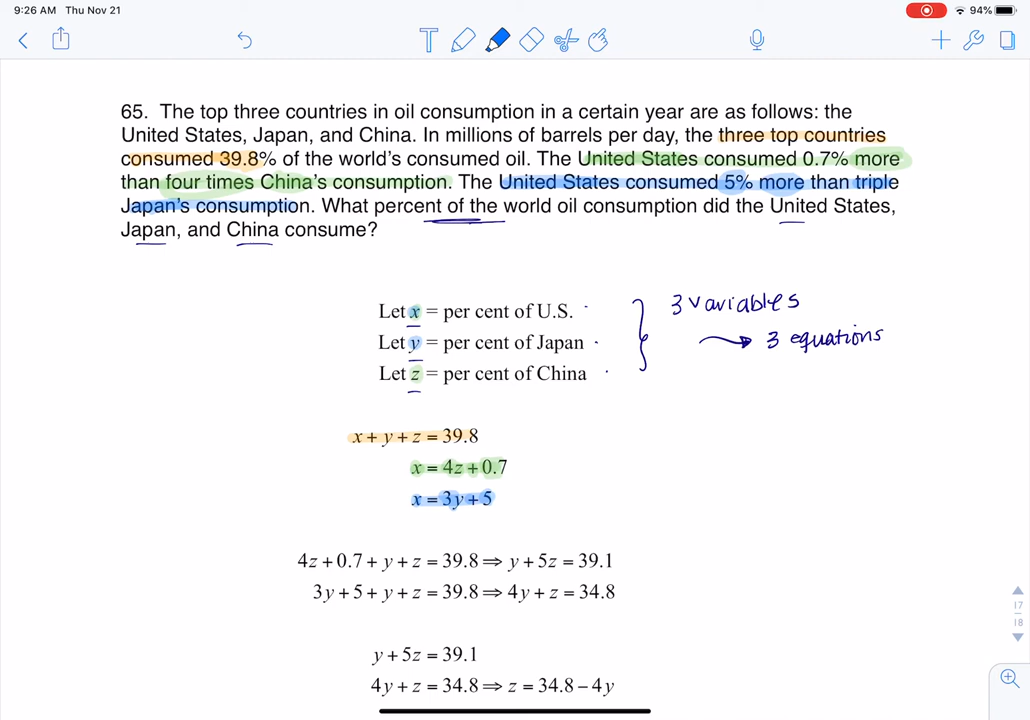 9:26 AM Thu Nov 21
94%
65. The top three countries in oil consumption in a certain year are as follows: the
United States, Japan, and China. In millions of barrels per day, the three top countries
consumed 39.8% of the world's consumed oil. The United States consumed 0.7% more
than four times China's consumption. The United States consumed 5% more than triple
Japan's consumption. What percent of the world oil consumption did the United States,
Japan, and China consume?
Let x = per cent of U.S.
Let y = per cent of Japan
Let z = per cent of China
3 variables
→ 3 equations
x + y + z = 39.8
x = 4z + 0.7
x = 3y + 5
4z + 0.7 + y + z = 39.8 ⇒ y + 5z = 39.1
3y + 5 + y + z = 39.8 ⇒ 4y + z = 34.8
y + 5z = 39.1
4y + z = 34.8 ⇒ z = 34.8 − 4y
17
18